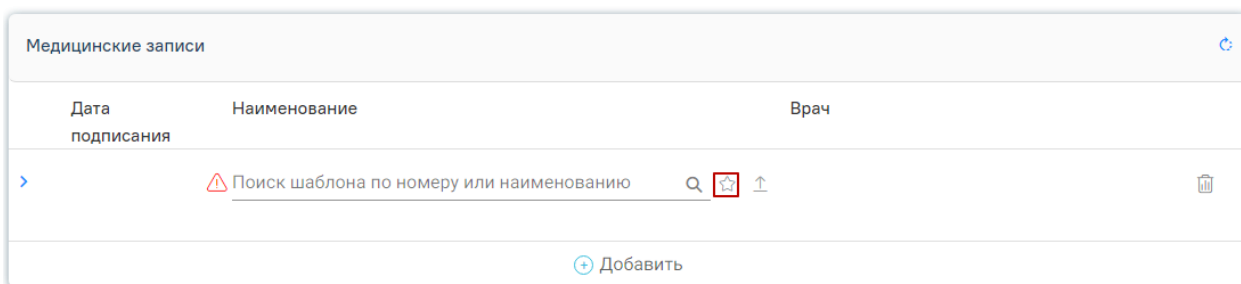 Медицинские записи
Дата подписания
Наименование
Врач
Поиск шаблона по номеру или наименованию
Добавить